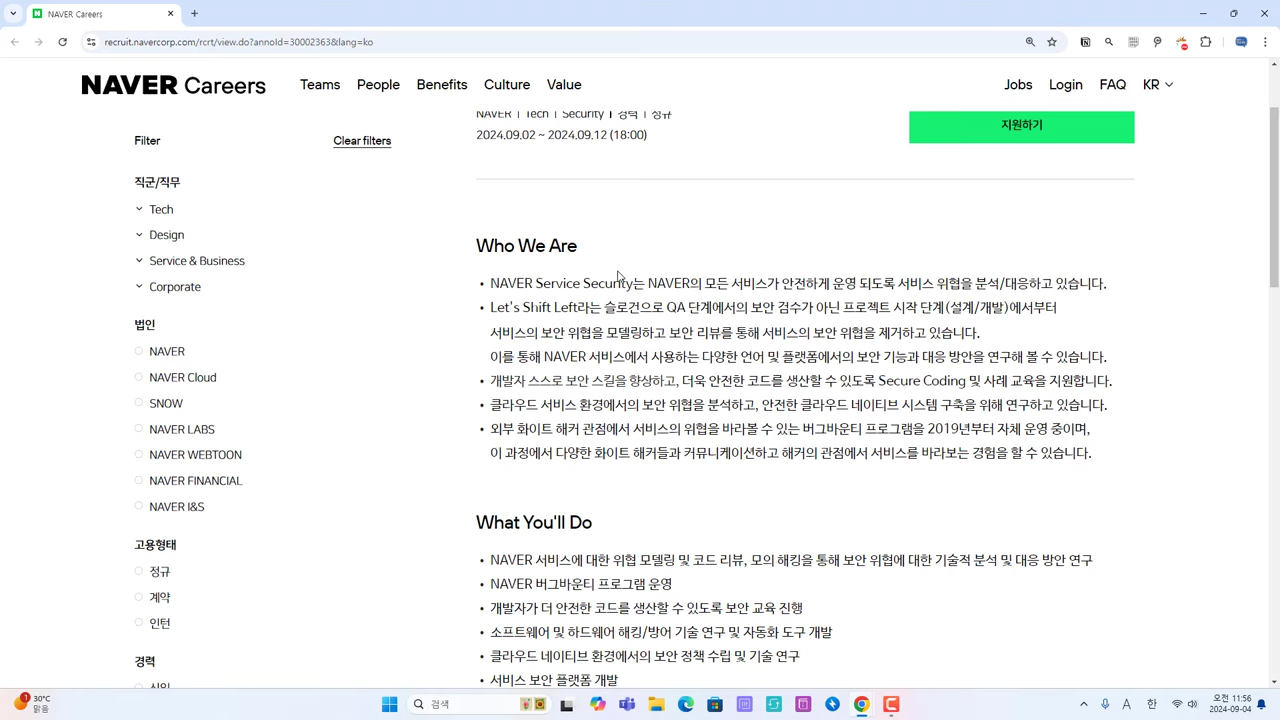 NAVER Careers
recruit.navercorp.com/rcrt/view.do?annoId=30002363&lang=ko
NAVER Careers
Teams
People
Benefits
Culture
Value
Jobs
Login
FAQ
KR
Filter
Clear filters
직군/직무
Tech
Design
Service & Business
Corporate
법인
NAVER
NAVER Cloud
SNOW
NAVER LABS
NAVER WEBTOON
NAVER FINANCIAL
NAVER I&S
고용형태
정규
계약
인턴
경력
신입
NAVER | Tech | Security | 경력 | 정규
2024.09.02 ~ 2024.09.12 (18:00)
지원하기
Who We Are
• NAVER Service Security는 NAVER의 모든 서비스가 안전하게 운영 되도록 서비스 위협을 분석/대응하고 있습니다.
• Let's Shift Left라는 슬로건으로 QA 단계에서의 보안 검수가 아닌 프로젝트 시작 단계(설계/개발)에서부터
서비스의 보안 위협을 모델링하고 보안 리뷰를 통해 서비스의 보안 위협을 제거하고 있습니다.
이를 통해 NAVER 서비스에서 사용하는 다양한 언어 및 플랫폼에서의 보안 기능과 대응 방안을 연구해 볼 수 있습니다.
• 개발자 스스로 보안 스킬을 향상하고, 더욱 안전한 코드를 생산할 수 있도록 Secure Coding 및 사례 교육을 지원합니다.
• 클라우드 서비스 환경에서의 보안 위협을 분석하고, 안전한 클라우드 네이티브 시스템 구축을 위해 연구하고 있습니다.
• 외부 화이트 해커 관점에서 서비스의 위협을 바라볼 수 있는 버그바운티 프로그램을 2019년부터 자체 운영 중이며,
이 과정에서 다양한 화이트 해커들과 커뮤니케이션하고 해커의 관점에서 서비스를 바라보는 경험을 할 수 있습니다.
What You'll Do
• NAVER 서비스에 대한 위협 모델링 및 코드 리뷰, 모의 해킹을 통해 보안 위협에 대한 기술적 분석 및 대응 방안 연구
• NAVER 버그바운티 프로그램 운영
• 개발자가 더 안전한 코드를 생산할 수 있도록 보안 교육 진행
• 소프트웨어 및 하드웨어 해킹/방어 기술 연구 및 자동화 도구 개발
• 클라우드 네이티브 환경에서의 보안 정책 수립 및 기술 연구
• 서비스 보안 플랫폼 개발
1
30°C
맑음
검색
A
한
오전 11:56
2024-09-04